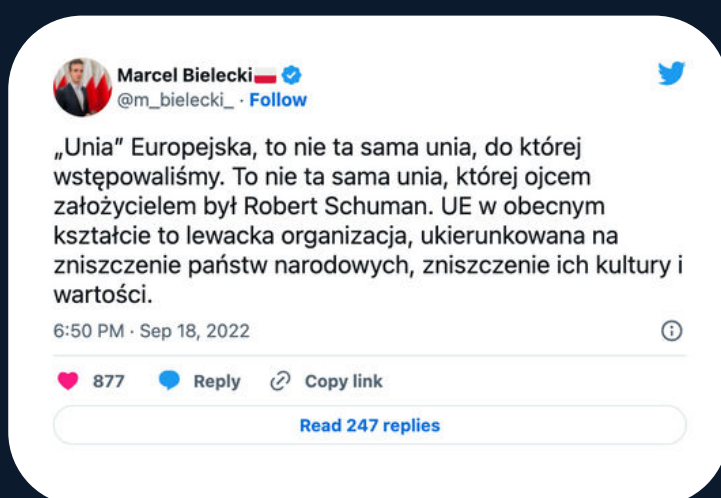 Marcel Bielecki
@m_bielecki_ · Follow
„Unia” Europejska, to nie ta sama unia, do której
wstępowaliśmy. To nie ta sama unia, której ojcem
założycielem był Robert Schuman. UE w obecnym
kształcie to lewacka organizacja, ukierunkowana na
zniszczenie państw narodowych, zniszczenie ich kultury i
wartości.
6:50 PM · Sep 18, 2022
877 Reply Copy link
Read 247 replies